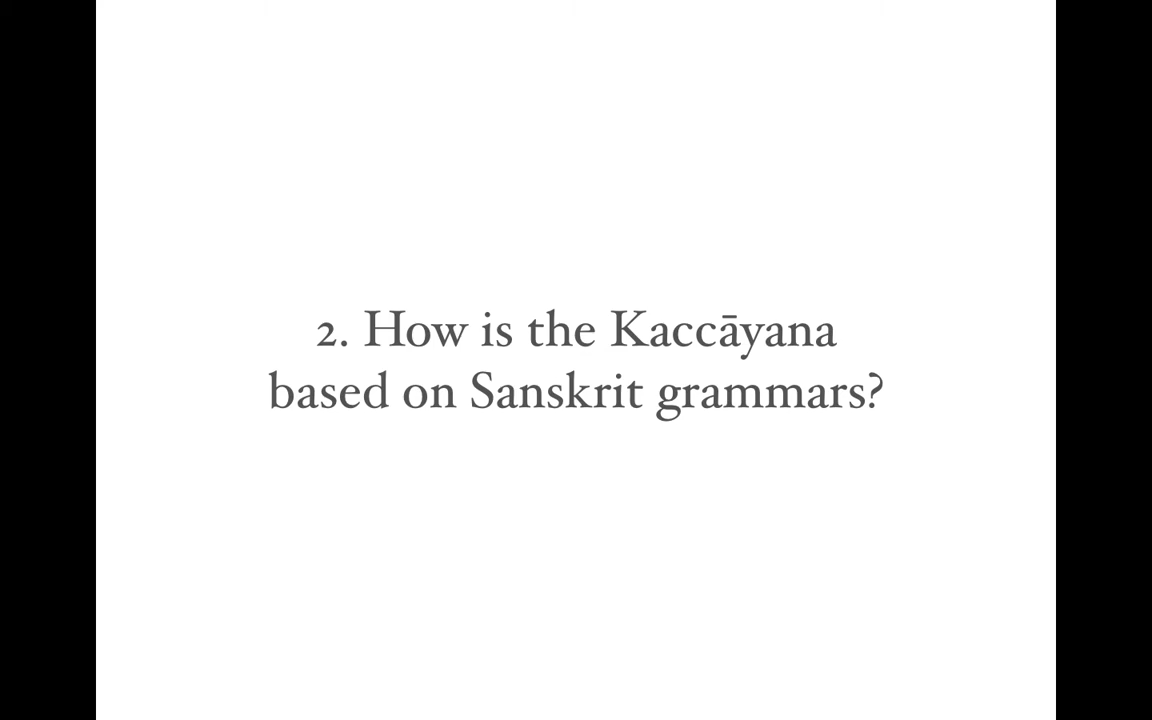 2. How is the Kaccāyana
based on Sanskrit grammars?